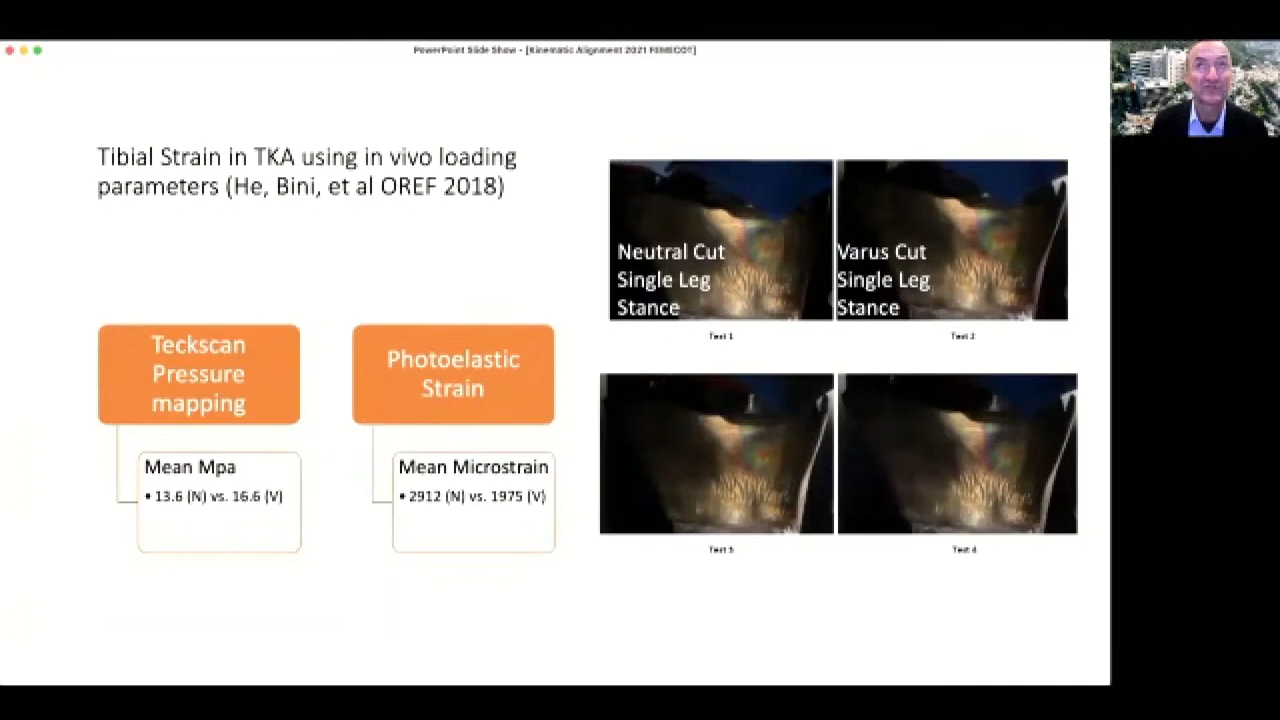 PowerPoint Slide Show - [Kinematic Alignment 2021 FEMECOT]
Tibial Strain in TKA using in vivo loading
parameters (He, Bini, et al OREF 2018)
Teckscan
Pressure
mapping
Mean Mpa
• 13.6 (N) vs. 16.6 (V)
Photoelastic
Strain
Mean Microstrain
• 2912 (N) vs. 1975 (V)
Neutral Cut
Single Leg
Stance
Test 1
Varus Cut
Single Leg
Stance
Test 2
Test 3
Test 4